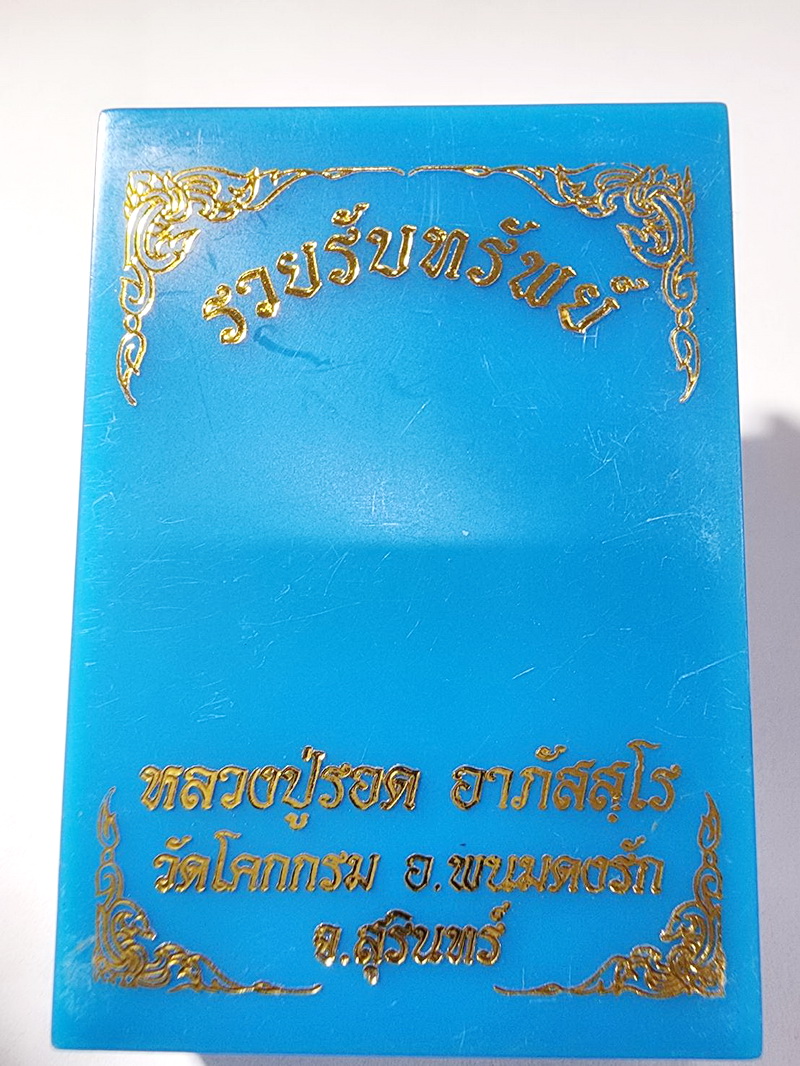 รวยรับทรัพย์
หลวงปู่รอด อาภัสสฺโร
วัดโคกกรม อ.พนมดงรัก
จ.สุรินทร์